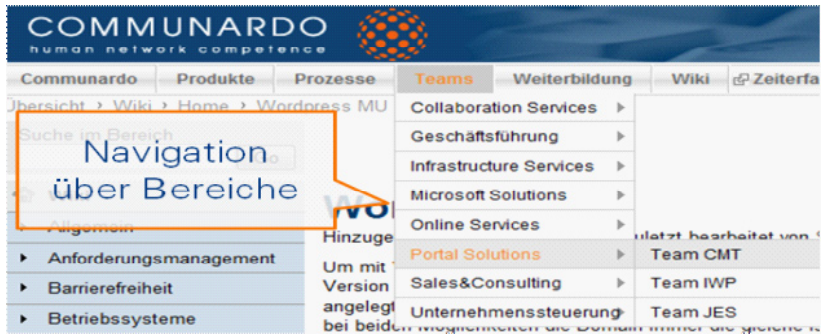 COMMUNARDO
human network competence
Communardo Produkte Prozesse Teams Weiterbildung Wiki Zeiterfa
Übersicht › Wiki › Home › Wordpress MU
Suche im Bereich
Navigation
über Bereiche
Allgemein
Anforderungsmanagement
Barrierefreiheit
Betriebssysteme
Collaboration Services
Geschäftsführung
Infrastructure Services
Microsoft Solutions
Online Services
Portal Solutions
Sales&Consulting
Unternehmenssteuerung
Team CMT
Team IWP
Team JES
Wo
Hinzuge uletzt bearbeitet von
Um mit
Version
angelegt
bei beiden Möglichkeiten die Domain immer die gleiche